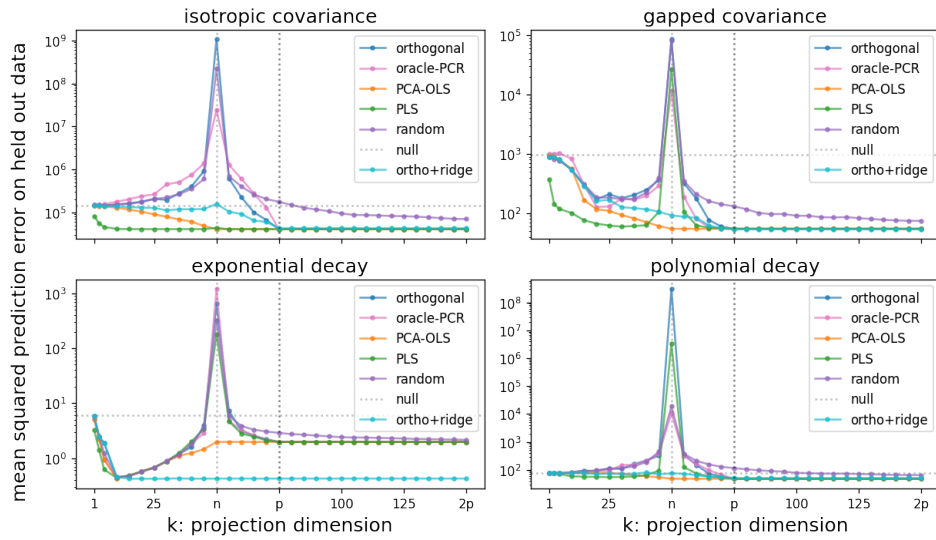 mean squared prediction error on held out data
isotropic covariance
10^9
10^8
10^7
10^6
10^5
orthogonal
oracle-PCR
PCA-OLS
PLS
random
null
ortho+ridge
gapped covariance
10^5
10^4
10^3
10^2
orthogonal
oracle-PCR
PCA-OLS
PLS
random
null
ortho+ridge
exponential decay
10^3
10^2
10^1
10^0
orthogonal
oracle-PCR
PCA-OLS
PLS
random
null
ortho+ridge
1 25 n p 100 125 2p
k: projection dimension
polynomial decay
10^8
10^7
10^6
10^5
10^4
10^3
10^2
orthogonal
oracle-PCR
PCA-OLS
PLS
random
null
ortho+ridge
1 25 n p 100 125 2p
k: projection dimension